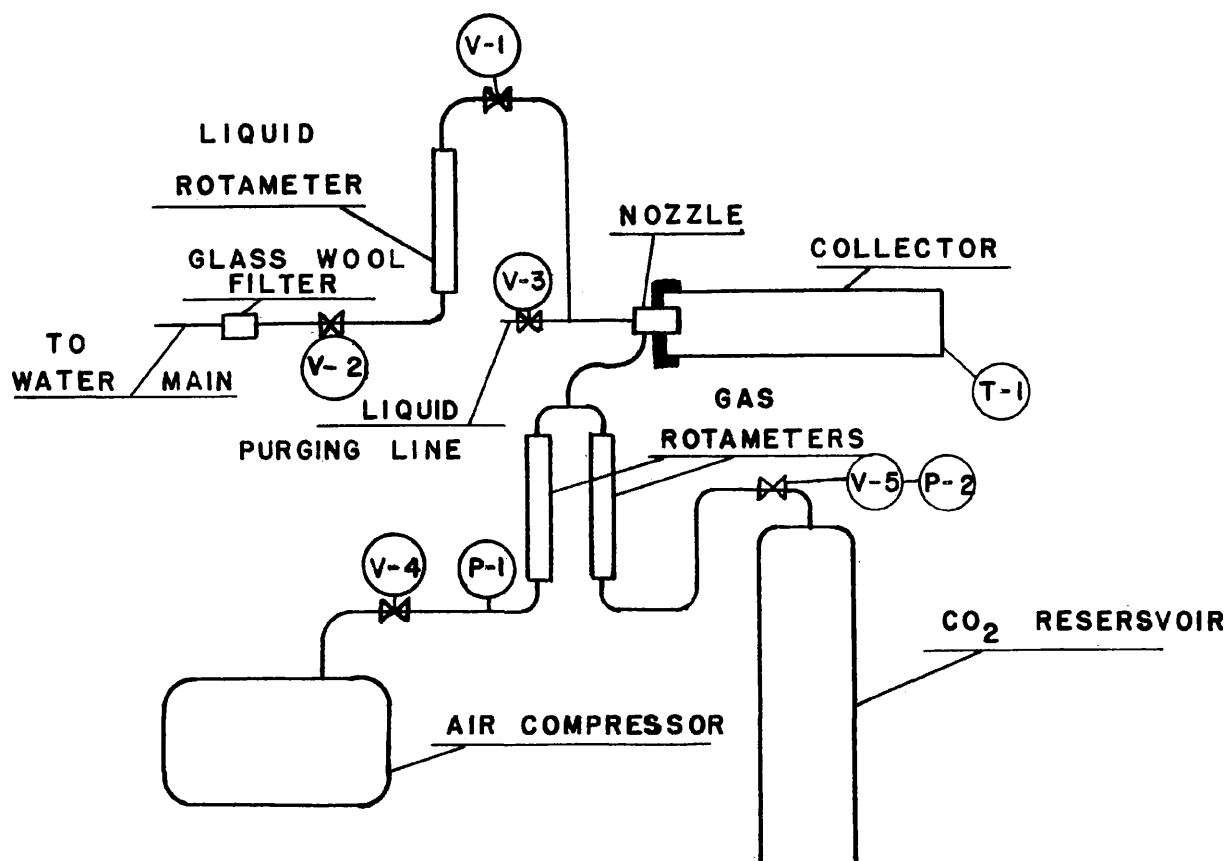 V-1
LIQUID
ROTAMETER
NOZZLE
COLLECTOR
GLASS WOOL
FILTER
V-3
TO
WATER MAIN
V-2
T-1
LIQUID
PURGING LINE
GAS
ROTAMETERS
V-5
P-2
V-4
P-1
CO2 RESERSVOIR
AIR COMPRESSOR